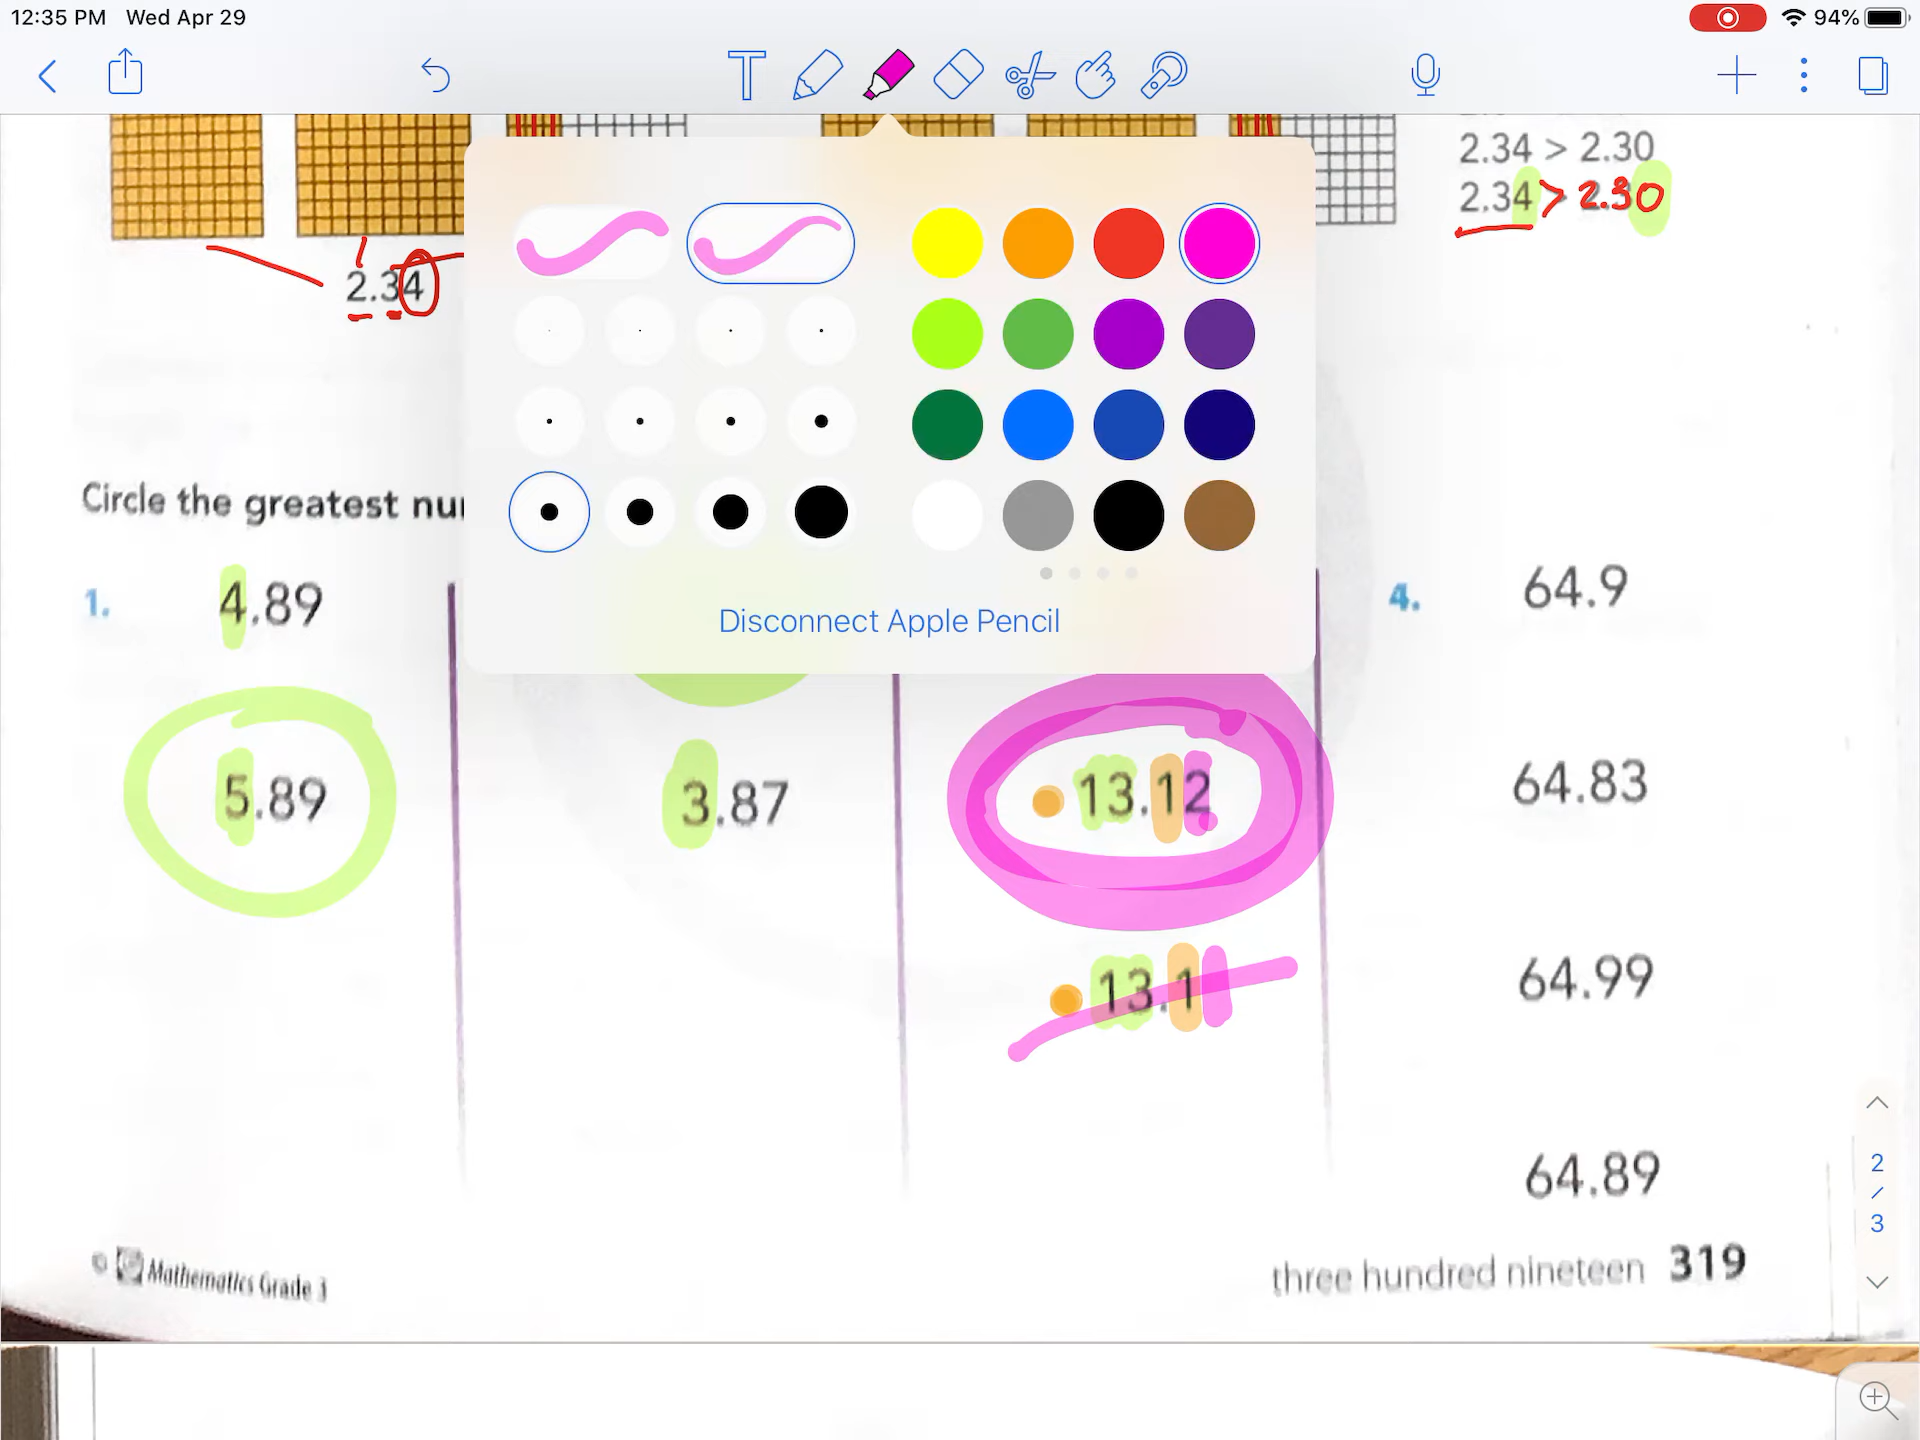 12:35 PM Wed Apr 29
94%
T
2.34 > 2.30
2.34 > 2.30
2.34
Circle the greatest
1. 4.89
5.89
3.87
13.12
13.1
4. 64.9
64.83
64.99
64.89
Disconnect Apple Pencil
2
/
3
© Mathematics Grade 3
three hundred nineteen 319